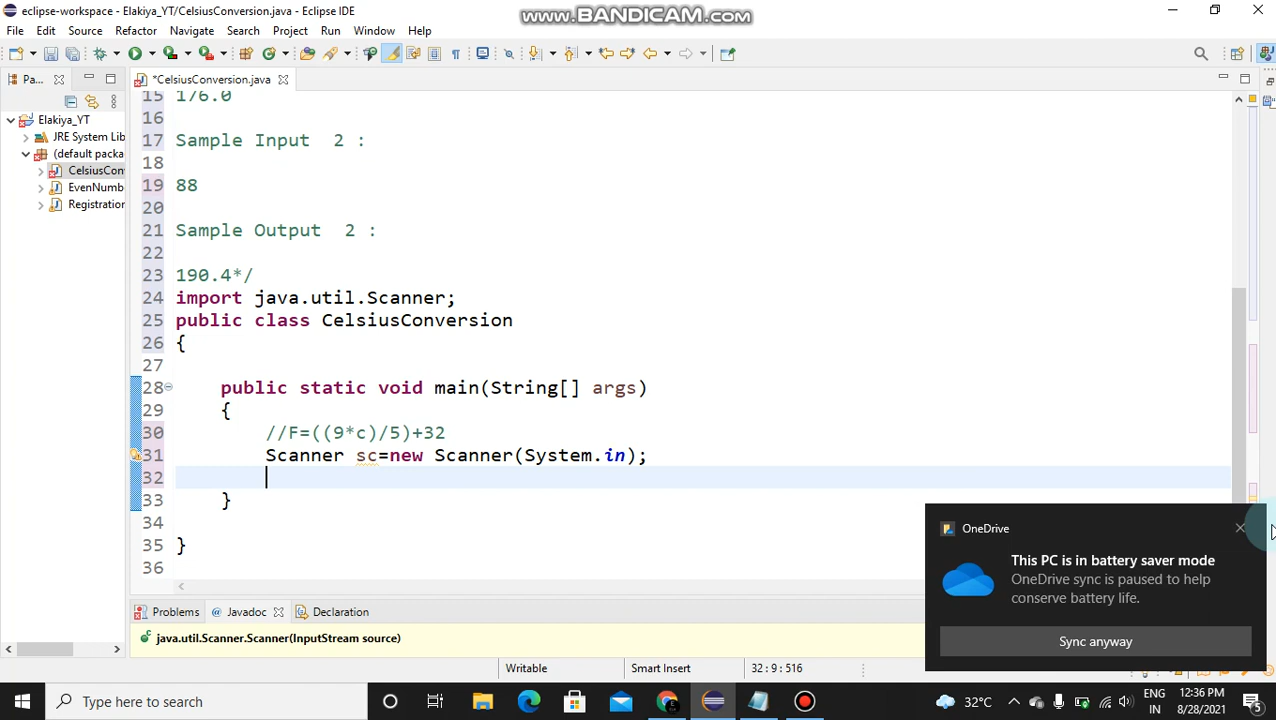 eclipse-workspace - Elakiya_YT/CelsiusConversion.java - Eclipse IDE
www.BANDICAM.com
File Edit Source Refactor Navigate Search Project Run Window Help
Pa...
*CelsiusConversion.java
Elakiya_YT
JRE System Lib
(default packa
CelsiusCon
EvenNumb
Registration
15 176.0
16
17 Sample Input  2 :
18
19 88
20
21 Sample Output  2 :
22
23 190.4*/
24 import java.util.Scanner;
25 public class CelsiusConversion
26 {
27
28 public static void main(String[] args)
29 {
30 //F=((9*c)/5)+32
31 Scanner sc=new Scanner(System.in);
32
33 }
34
35 }
36
OneDrive
This PC is in battery saver mode
OneDrive sync is paused to help
conserve battery life.
Sync anyway
Problems @ Javadoc Declaration
java.util.Scanner.Scanner(InputStream source)
Writable Smart Insert 32 : 9 : 516
Type here to search
32°C
ENG
IN
12:36 PM
8/28/2021
5